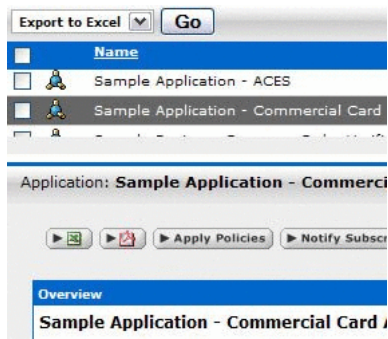 Export to Excel Go
Name
Sample Application - ACES
Sample Application - Commercial Card
Application: Sample Application - Commerci
Apply Policies Notify Subscr
Overview
Sample Application - Commercial Card